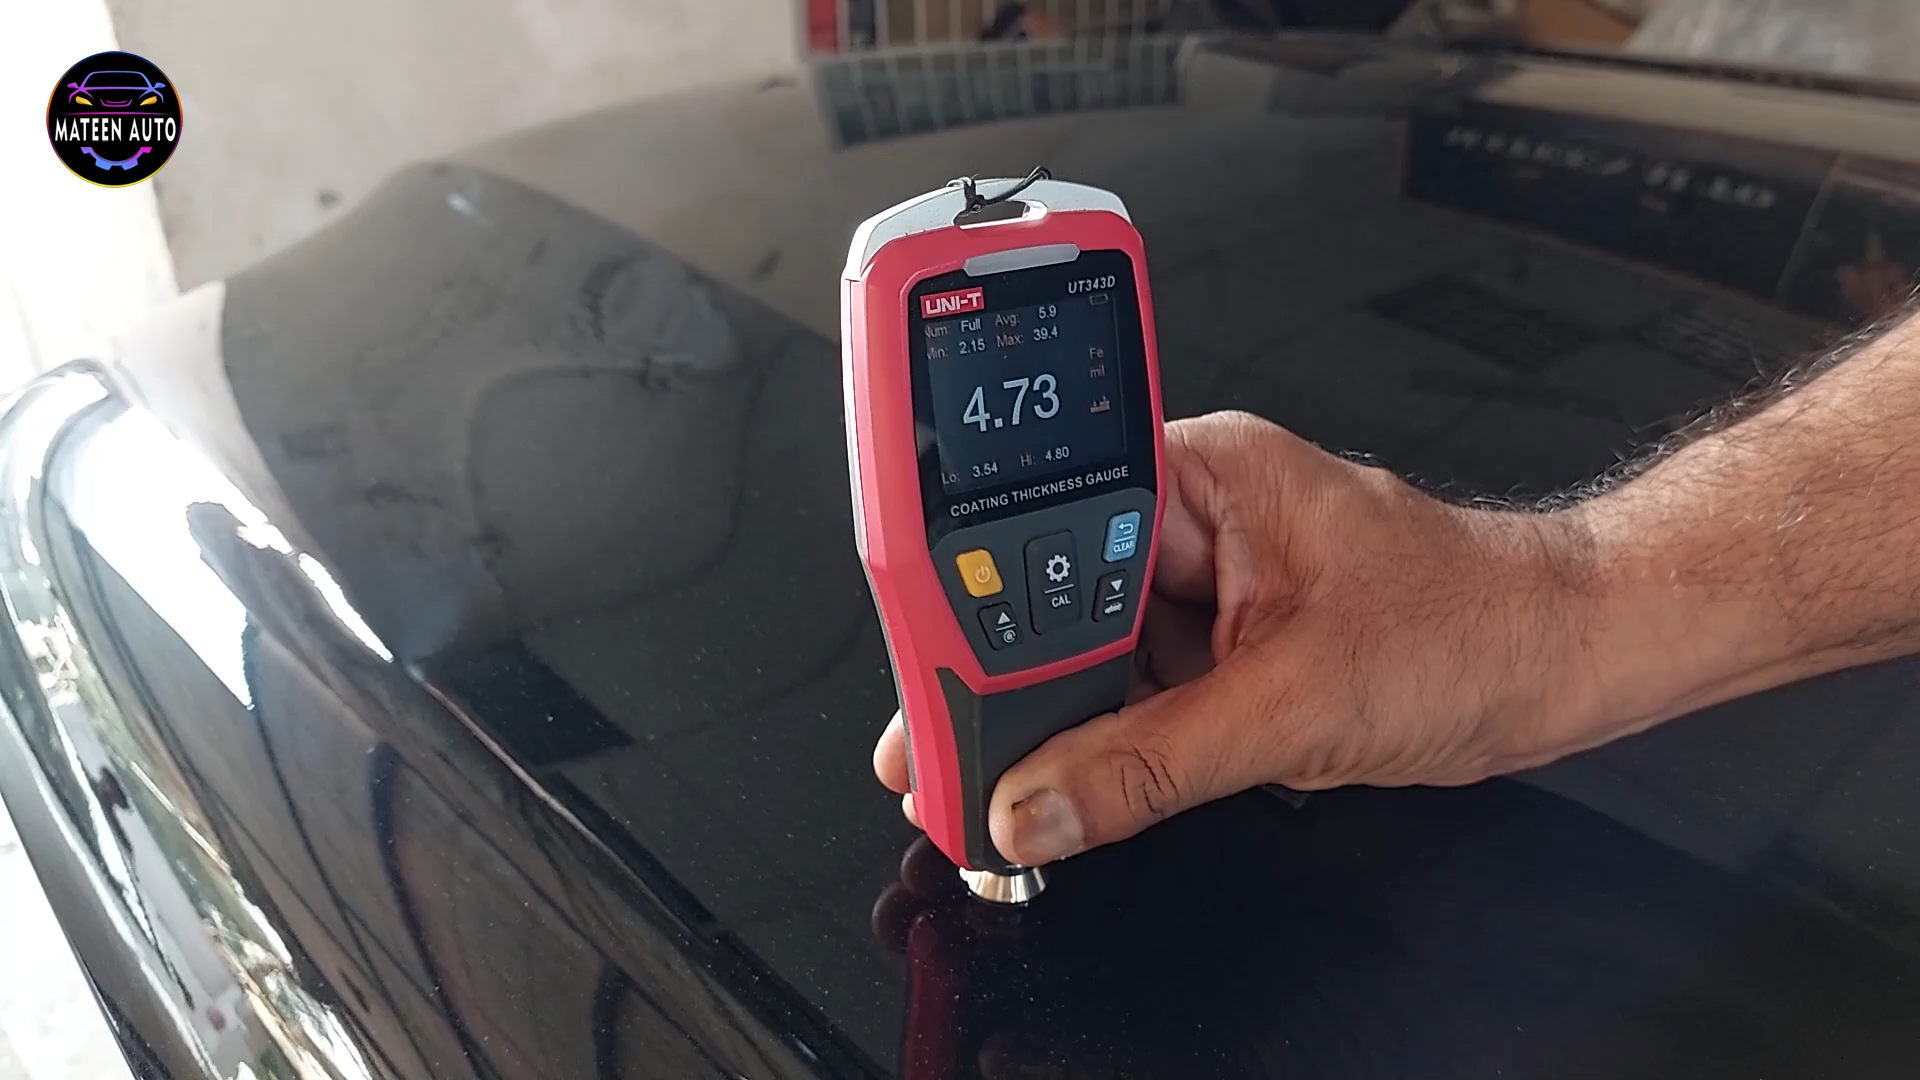 MATEEN AUTO
UNI-T
UT343D
Num: Full Avg: 5.9
Min: 2.15 Max: 39.4
Fe
mil
4.73
Lo: 3.54 Hi: 4.80
COATING THICKNESS GAUGE
CLEAR
CAL